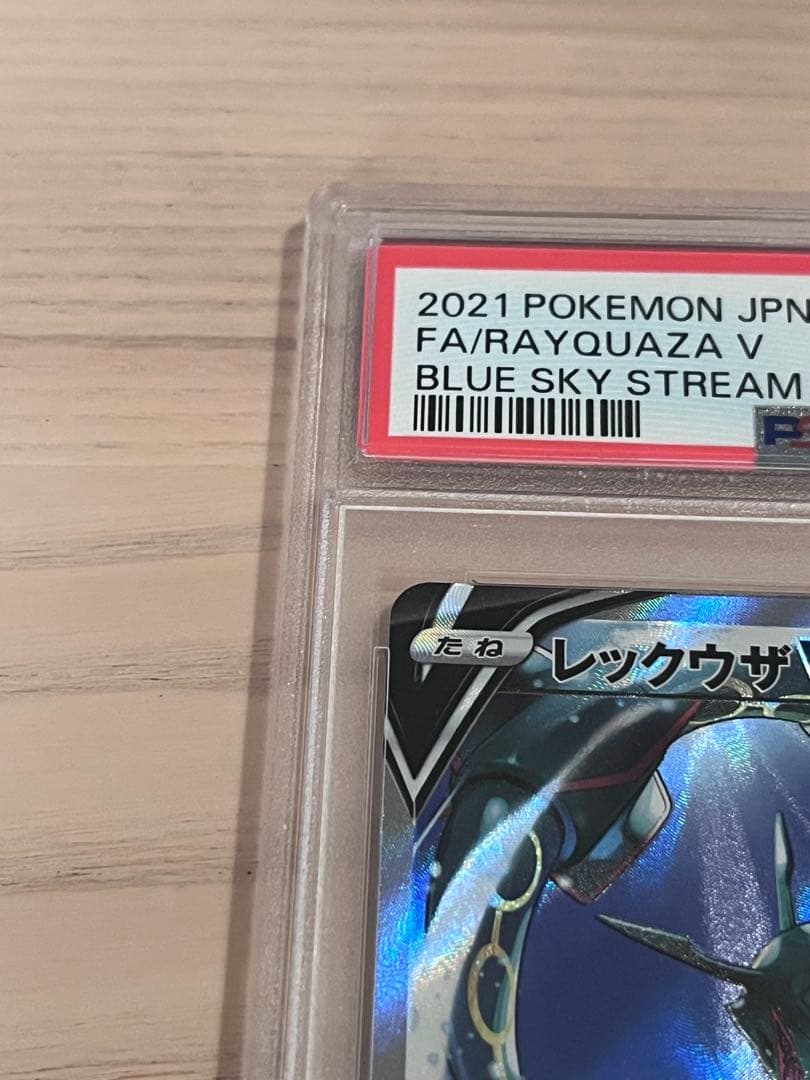 2021 POKEMON JPN
FA/RAYQUAZA V
BLUE SKY STREAM
たね レックウザ